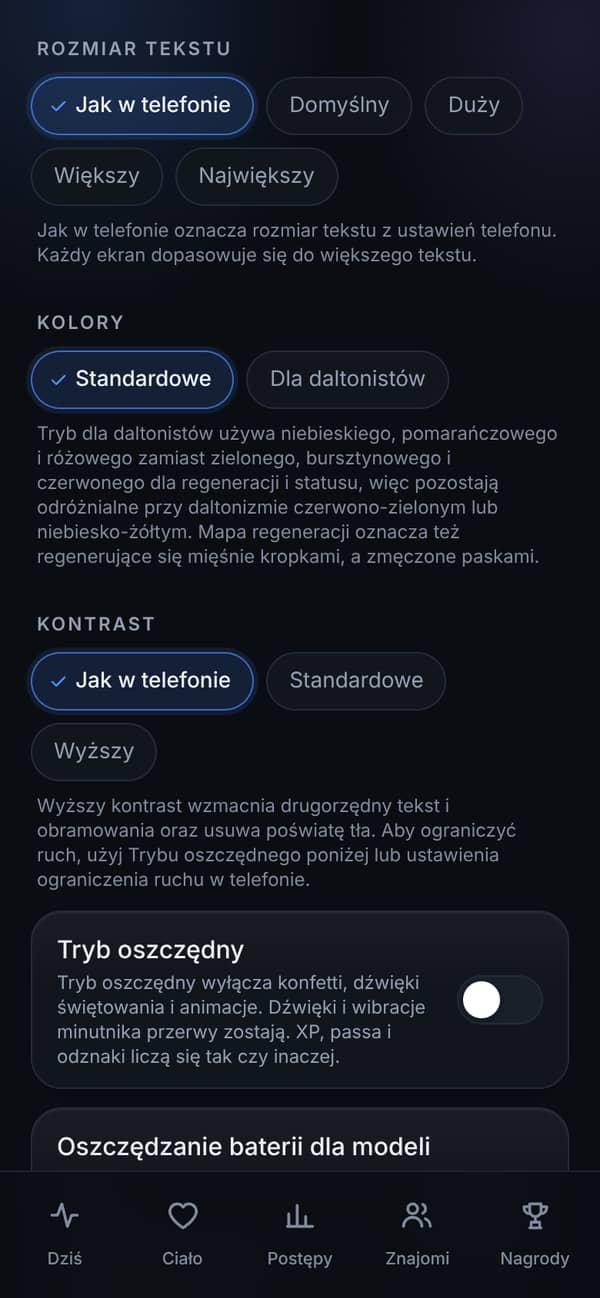 ROZMIAR TEKSTU
Jak w telefonie Domyślny Duży
Większy Największy
Jak w telefonie oznacza rozmiar tekstu z ustawień telefonu.
Każdy ekran dopasowuje się do większego tekstu.
KOLORY
Standardowe Dla daltonistów
Tryb dla daltonistów używa niebieskiego, pomarańczowego
i różowego zamiast zielonego, bursztynowego i
czerwonego dla regeneracji i statusu, więc pozostają
odróżnialne przy daltonizmie czerwono-zielonym lub
niebiesko-żółtym. Mapa regeneracji oznacza też
regenerujące się mięśnie kropkami, a zmęczone paskami.
KONTRAST
Jak w telefonie Standardowe
Wyższy
Wyższy kontrast wzmacnia drugorzędny tekst i
obramowania oraz usuwa poświatę tła. Aby ograniczyć
ruch, użyj Trybu oszczędnego poniżej lub ustawienia
ograniczenia ruchu w telefonie.
Tryb oszczędny
Tryb oszczędny wyłącza konfetti, dźwięki
świętowania i animacje. Dźwięki i wibracje
minutnika przerwy zostają. XP, passa i
odznaki liczą się tak czy inaczej.
Oszczędzanie baterii dla modeli
Dziś Ciało Postępy Znajomi Nagrody